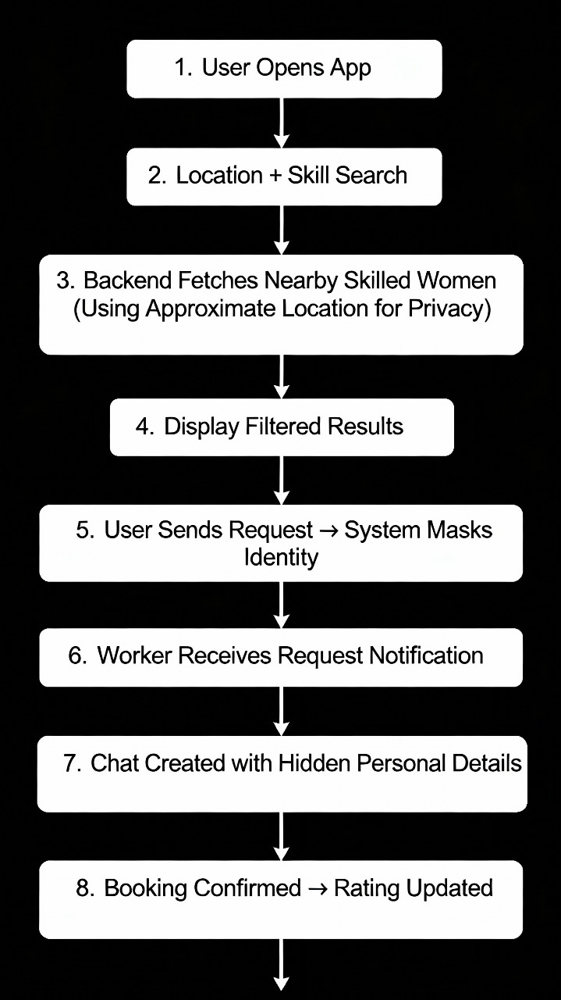 1. User Opens App
2. Location + Skill Search
3. Backend Fetches Nearby Skilled Women
(Using Approximate Location for Privacy)
4. Display Filtered Results
5. User Sends Request → System Masks
Identity
6. Worker Receives Request Notification
7. Chat Created with Hidden Personal Details
8. Booking Confirmed → Rating Updated